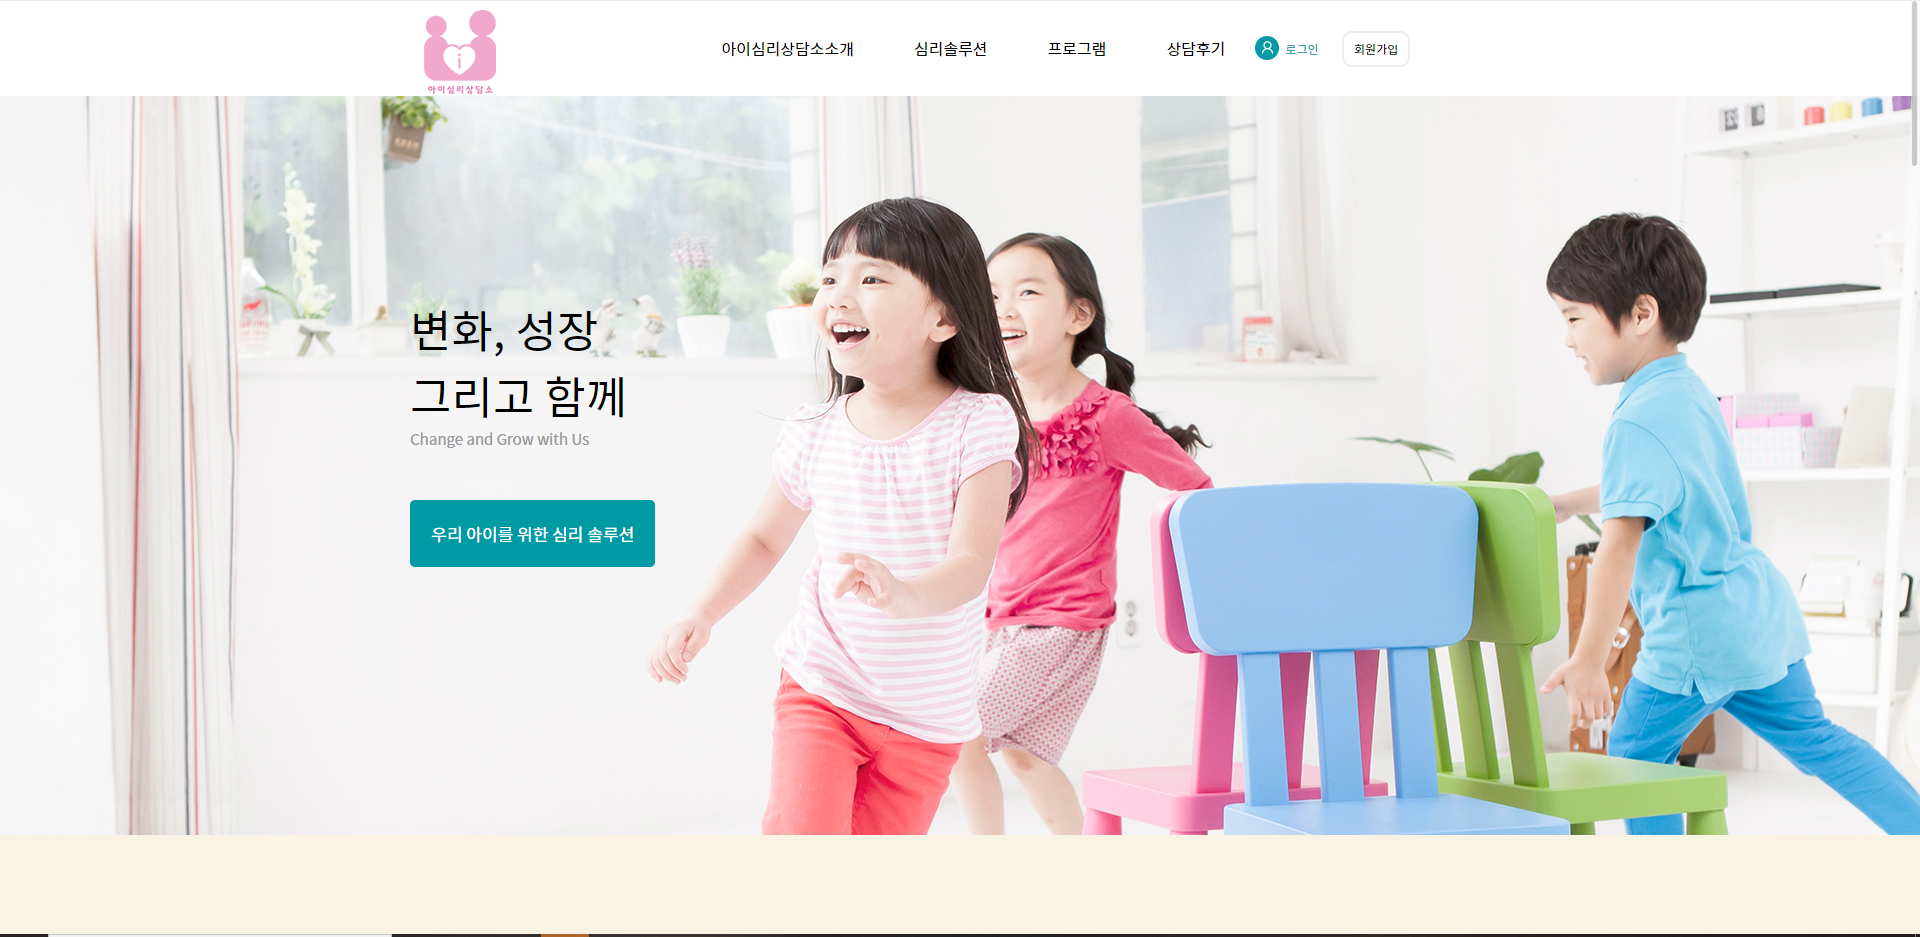 아이심리상담소
아이심리상담소소개
심리솔루션
프로그램
상담후기
로그인
회원가입
변화, 성장
그리고 함께
Change and Grow with Us
우리 아이를 위한 심리 솔루션